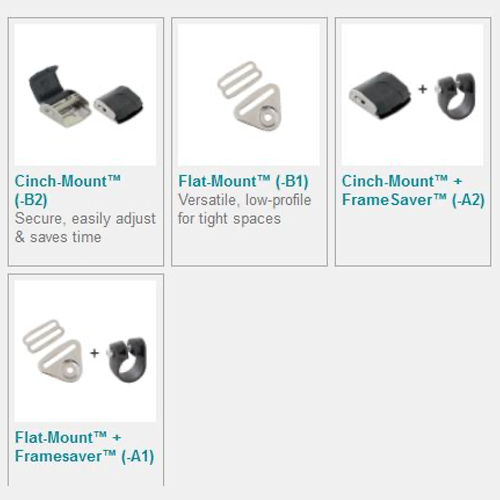 Cinch-Mount™
(-B2)
Secure, easily adjust
& saves time
Flat-Mount™ (-B1)
Versatile, low-profile
for tight spaces
Cinch-Mount™ +
FrameSaver™ (-A2)
+
Flat-Mount™ +
Framesaver™ (-A1)
+